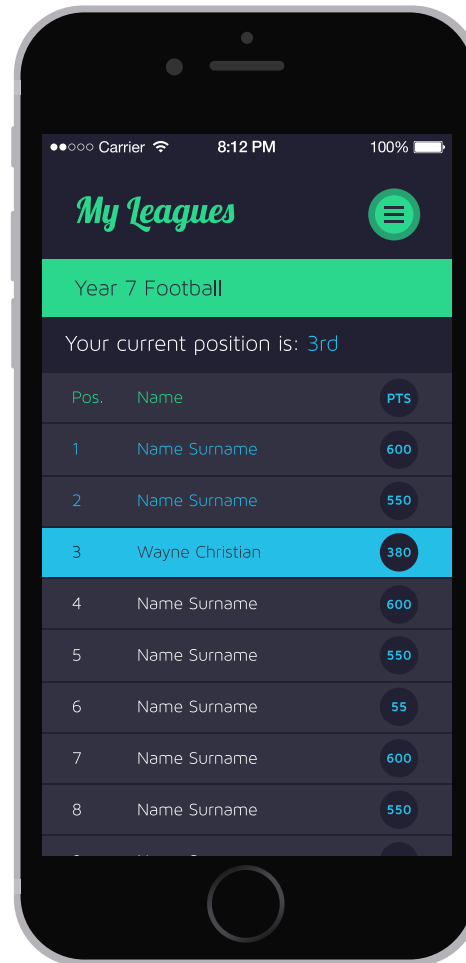 Carrier 8:12 PM 100%
My Leagues
Year 7 Football
Your current position is: 3rd
Pos. Name PTS
1 Name Surname 600
2 Name Surname 550
3 Wayne Christian 380
4 Name Surname 600
5 Name Surname 550
6 Name Surname 55
7 Name Surname 600
8 Name Surname 550